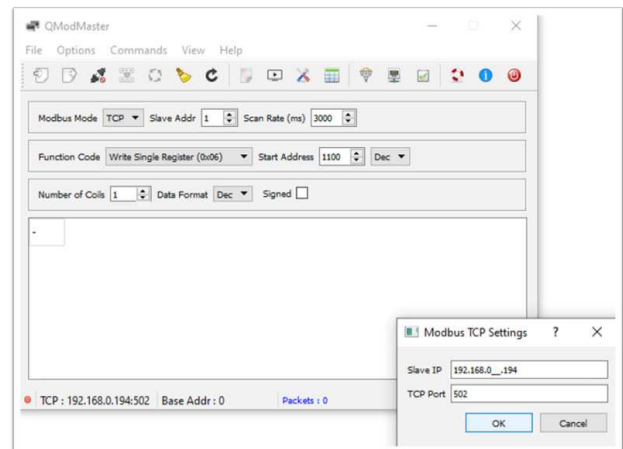 QModMaster
File Options Commands View Help
Modbus Mode TCP Slave Addr 1 Scan Rate (ms) 3000
Function Code Write Single Register (0x06) Start Address 1100 Dec
Number of Coils 1 Data Format Dec Signed
-
Modbus TCP Settings ? X
Slave IP 192.168.0__.194
TCP Port 502
OK Cancel
TCP : 192.168.0.194:502 Base Addr : 0 Packets : 0